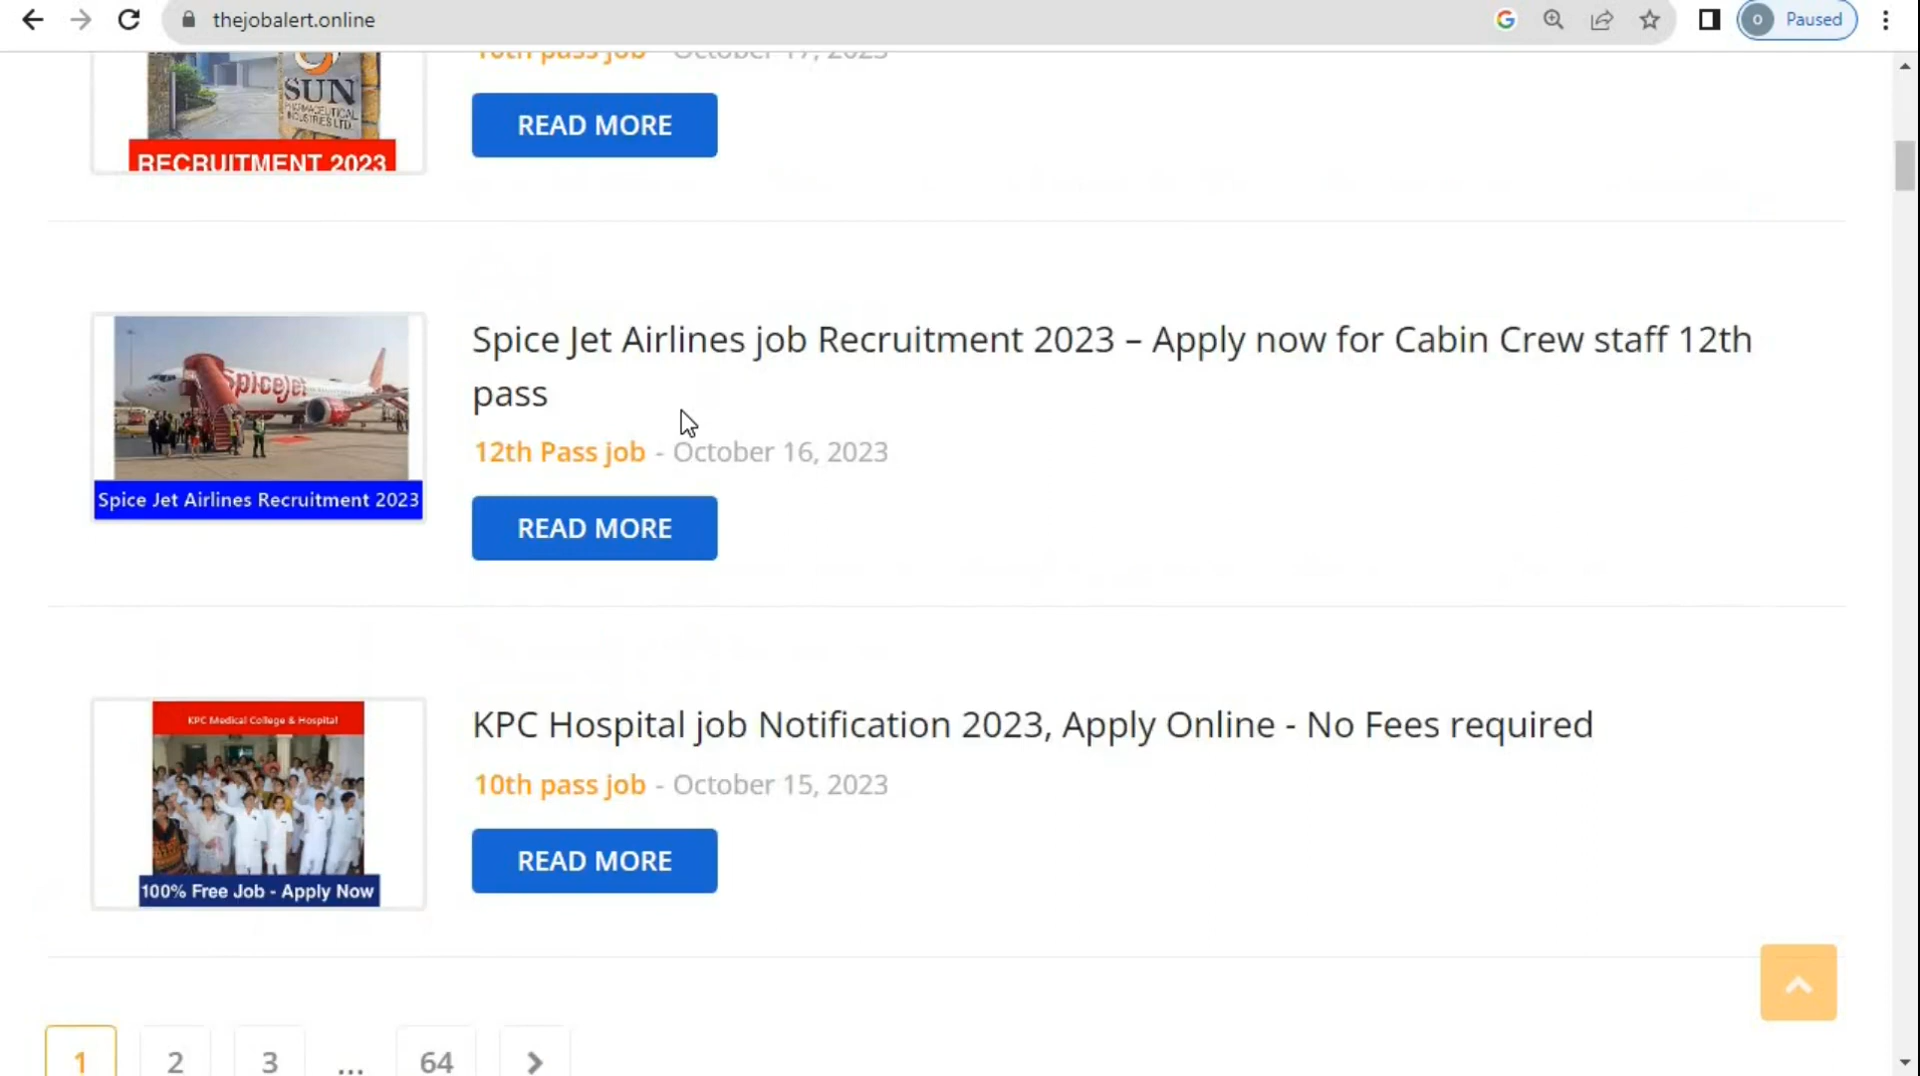 thejobalert.online
Paused
10th pass job - October 17, 2023
SUN
PHARMACEUTICAL
INDUSTRIES LTD.
READ MORE
RECRUITMENT 2023
Spice Jet Airlines job Recruitment 2023 – Apply now for Cabin Crew staff 12th
pass
spicejet
12th Pass job - October 16, 2023
Spice Jet Airlines Recruitment 2023
READ MORE
KPC Medical College & Hospital
KPC Hospital job Notification 2023, Apply Online - No Fees required
10th pass job - October 15, 2023
READ MORE
100% Free Job - Apply Now
1 2 3 ... 64